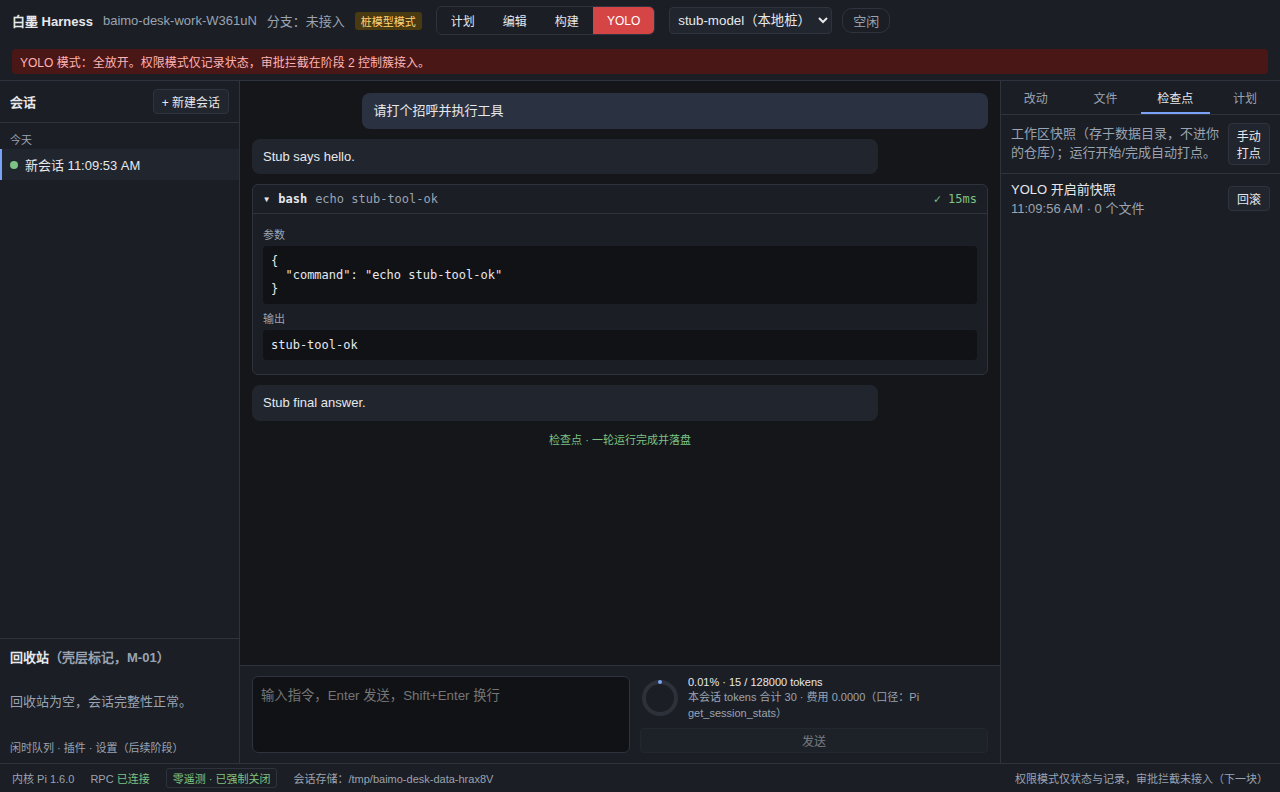 白墨 Harness baimo-desk-work-W361uN 分支：未接入 桩模型模式 计划 编辑 构建 YOLO stub-model（本地桩） 空闲
YOLO 模式：全放开。权限模式仅记录状态，审批拦截在阶段 2 控制簇接入。
会话 + 新建会话
今天
新会话 11:09:53 AM
回收站（壳层标记，M-01）
回收站为空，会话完整性正常。
闲时队列 · 插件 · 设置（后续阶段）
请打个招呼并执行工具
Stub says hello.
▾ bash echo stub-tool-ok ✓ 15ms
参数
{
"command": "echo stub-tool-ok"
}
输出
stub-tool-ok
Stub final answer.
检查点 · 一轮运行完成并落盘
输入指令，Enter 发送，Shift+Enter 换行
0.01% · 15 / 128000 tokens
本会话 tokens 合计 30 · 费用 0.0000（口径：Pi
get_session_stats）
发送
改动 文件 检查点 计划
工作区快照（存于数据目录，不进你
的仓库）；运行开始/完成自动打点。
手动
打点
YOLO 开启前快照
11:09:56 AM · 0 个文件
回滚
内核 Pi 1.6.0 RPC 已连接 零遥测 · 已强制关闭 会话存储：/tmp/baimo-desk-data-hrax8V 权限模式仅状态与记录，审批拦截未接入（下一块）